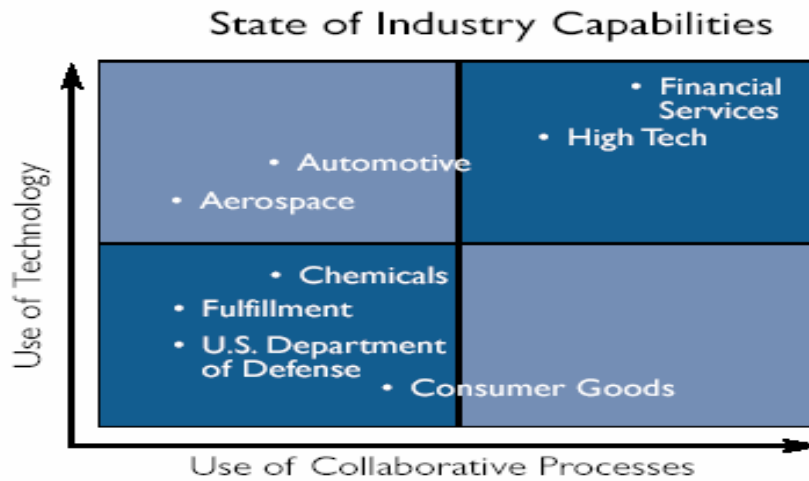 State of Industry Capabilities
• Financial
Services
• High Tech
• Automotive
• Aerospace
• Chemicals
• Fulfillment
• U.S. Department
of Defense
• Consumer Goods
Use of Technology
Use of Collaborative Processes